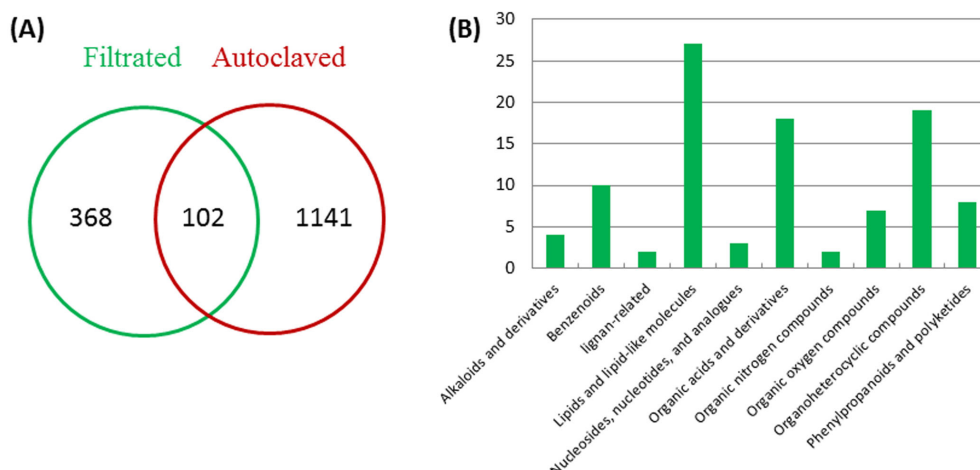 (A)
Filtrated
Autoclaved
368
102
1141
(B)
30
25
20
15
10
5
0
Alkaloids and derivatives
Benzenoids
lignan-related
Lipids and lipid-like molecules
Nucleosides, nucleotides, and analogues
Organic acids and derivatives
Organic nitrogen compounds
Organic oxygen compounds
Organoheterocyclic compounds
Phenylpropanoids and polyketides